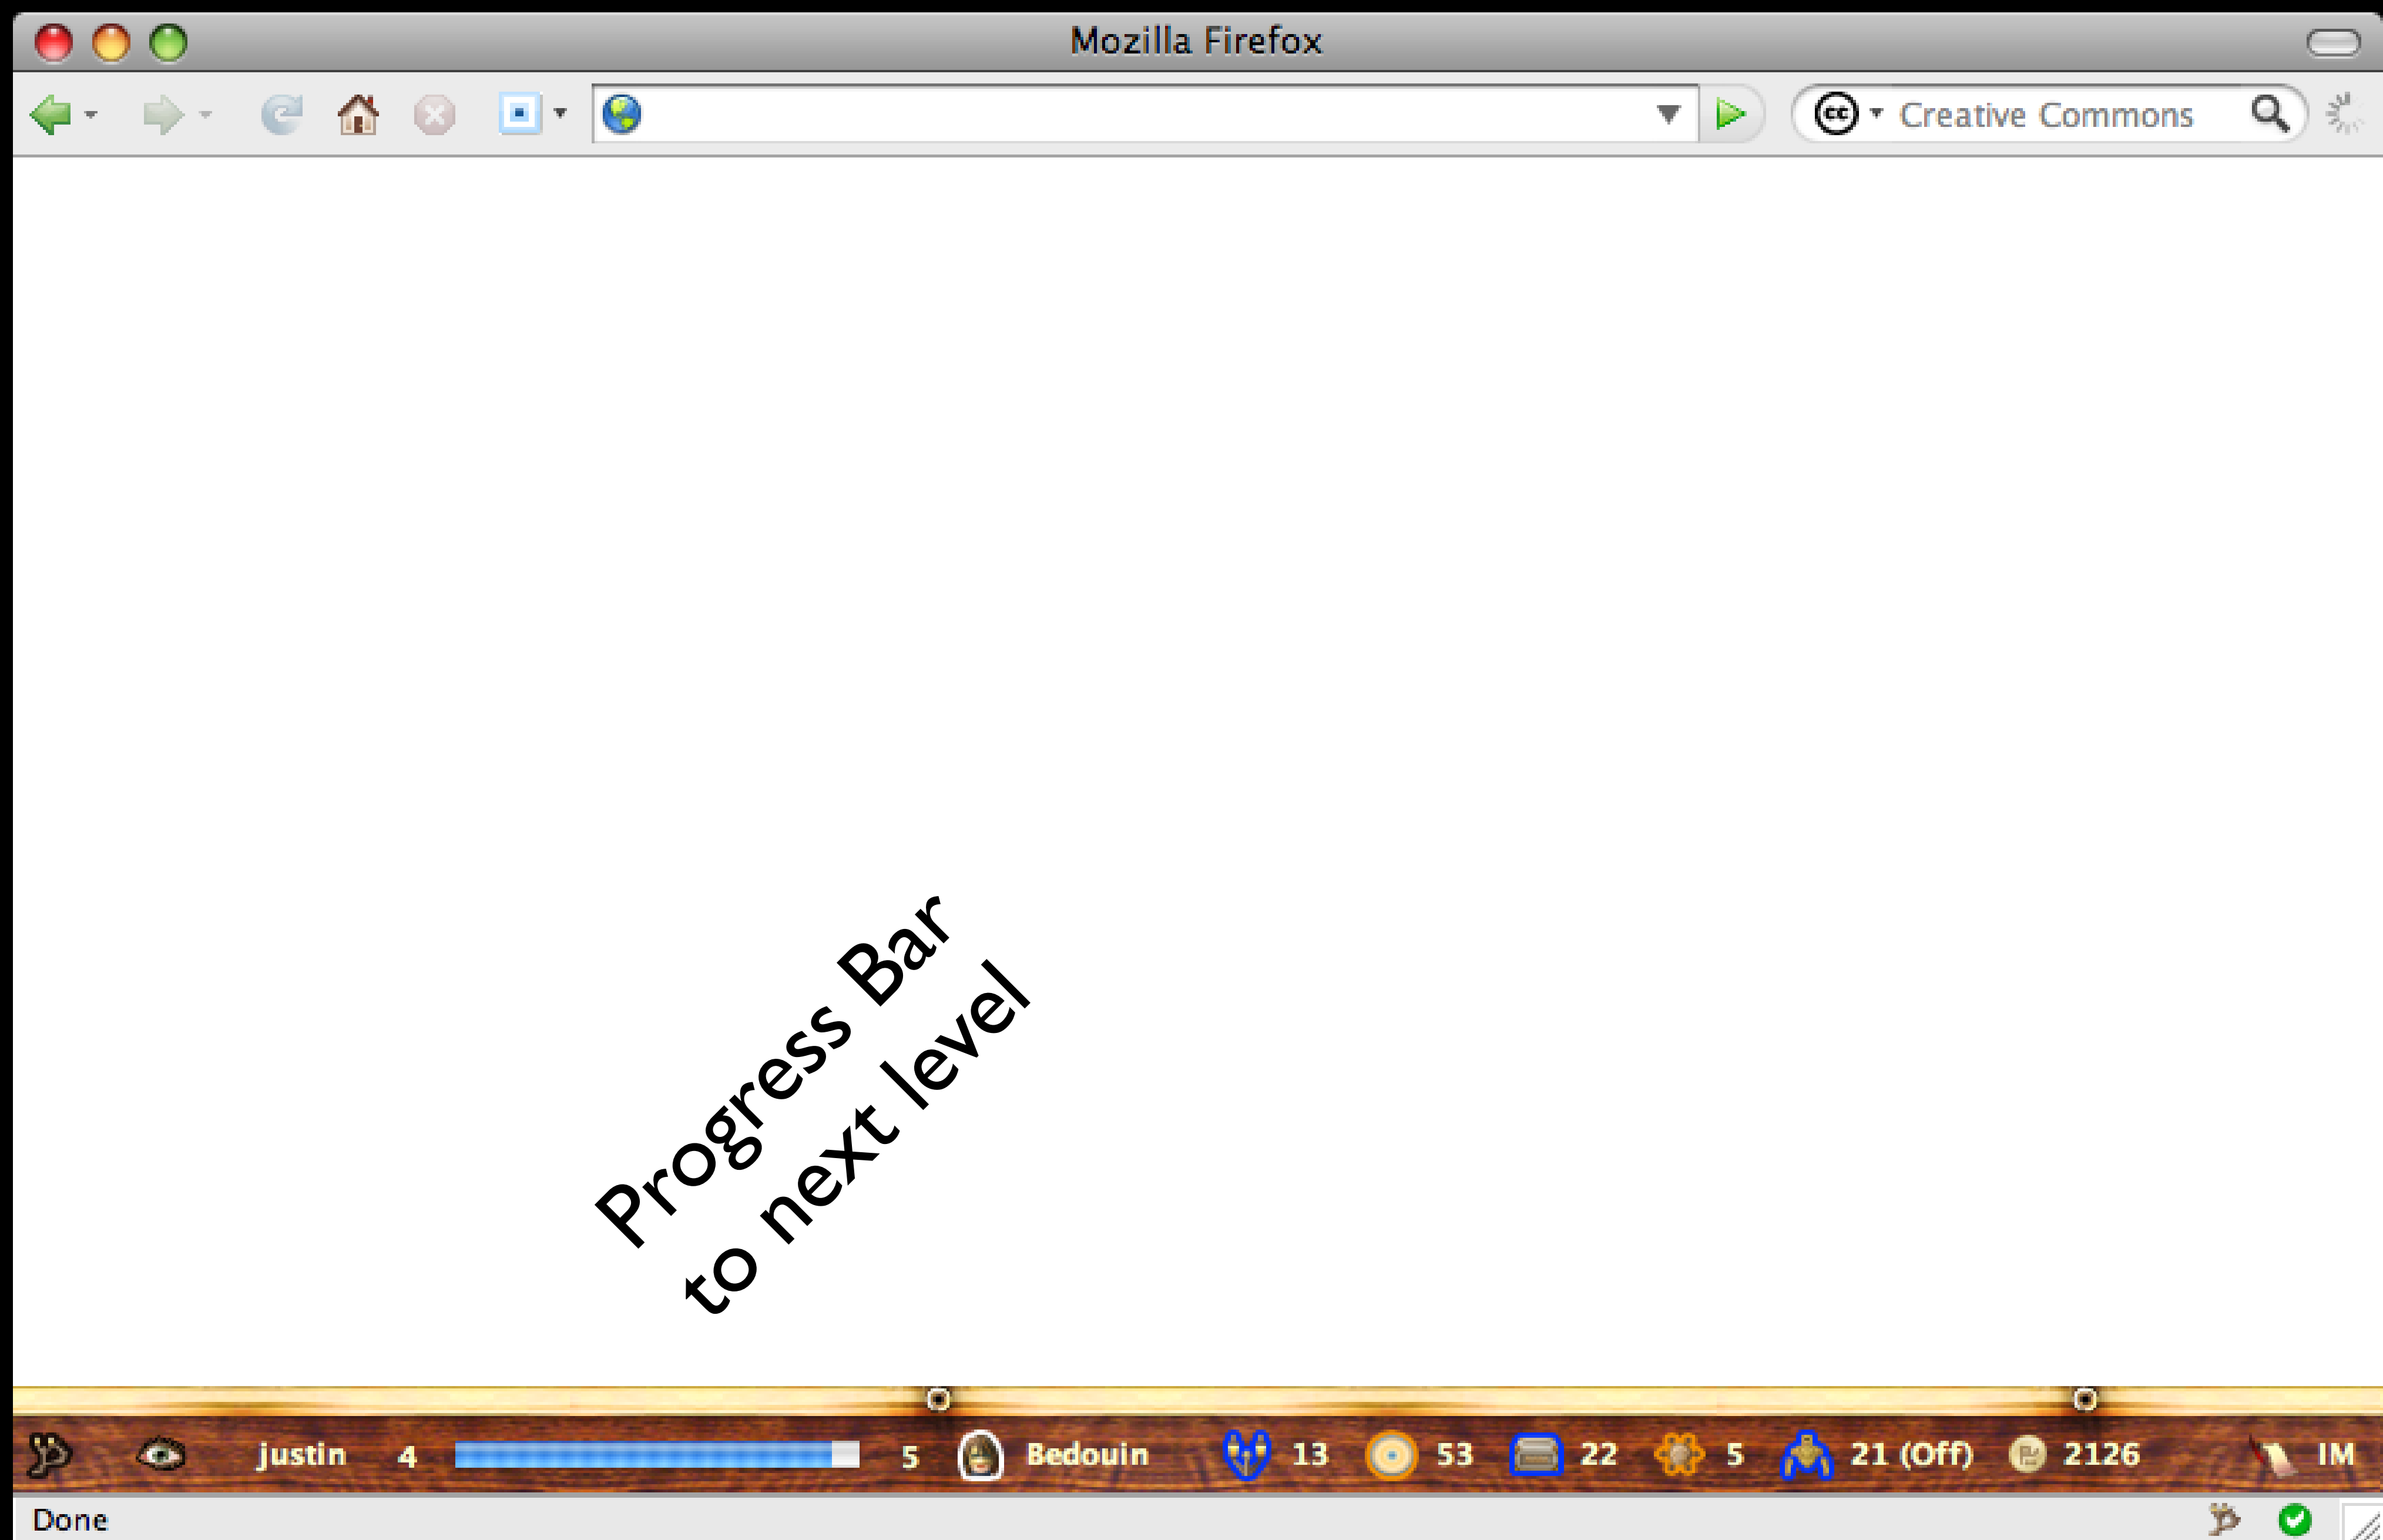 Mozilla Firefox
cc Creative Commons
Progress Bar
to next level
justin 4 5 Bedouin 13 53 22 5 21 (Off) 2126 IM
Done